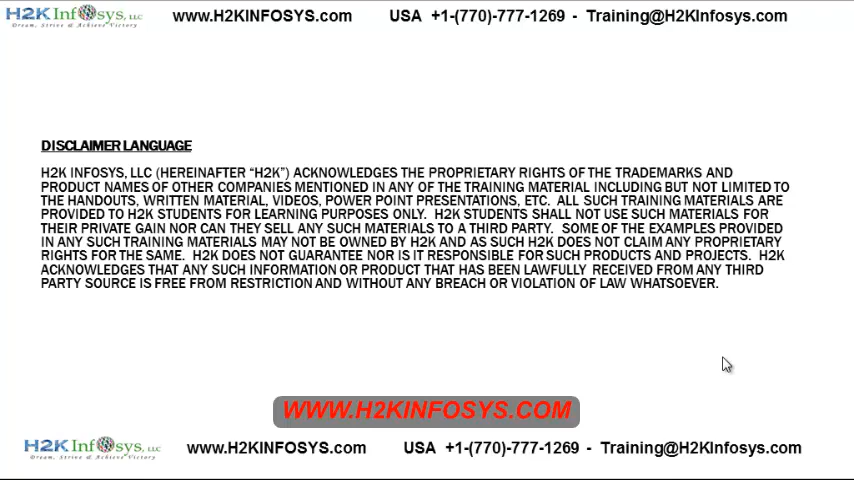 H2K Infosys, LLC
Dream, Strive & Achieve Victory
www.H2KINFOSYS.com USA +1-(770)-777-1269 - Training@H2KInfosys.com
DISCLAIMER LANGUAGE
H2K INFOSYS, LLC (HEREINAFTER “H2K”) ACKNOWLEDGES THE PROPRIETARY RIGHTS OF THE TRADEMARKS AND
PRODUCT NAMES OF OTHER COMPANIES MENTIONED IN ANY OF THE TRAINING MATERIAL INCLUDING BUT NOT LIMITED TO
THE HANDOUTS, WRITTEN MATERIAL, VIDEOS, POWER POINT PRESENTATIONS, ETC. ALL SUCH TRAINING MATERIALS ARE
PROVIDED TO H2K STUDENTS FOR LEARNING PURPOSES ONLY. H2K STUDENTS SHALL NOT USE SUCH MATERIALS FOR
THEIR PRIVATE GAIN NOR CAN THEY SELL ANY SUCH MATERIALS TO A THIRD PARTY. SOME OF THE EXAMPLES PROVIDED
IN ANY SUCH TRAINING MATERIALS MAY NOT BE OWNED BY H2K AND AS SUCH H2K DOES NOT CLAIM ANY PROPRIETARY
RIGHTS FOR THE SAME. H2K DOES NOT GUARANTEE NOR IS IT RESPONSIBLE FOR SUCH PRODUCTS AND PROJECTS. H2K
ACKNOWLEDGES THAT ANY SUCH INFORMATION OR PRODUCT THAT HAS BEEN LAWFULLY RECEIVED FROM ANY THIRD
PARTY SOURCE IS FREE FROM RESTRICTION AND WITHOUT ANY BREACH OR VIOLATION OF LAW WHATSOEVER.
WWW.H2KINFOSYS.COM
H2K Infosys, LLC
Dream, Strive & Achieve Victory
www.H2KINFOSYS.com USA +1-(770)-777-1269 - Training@H2KInfosys.com